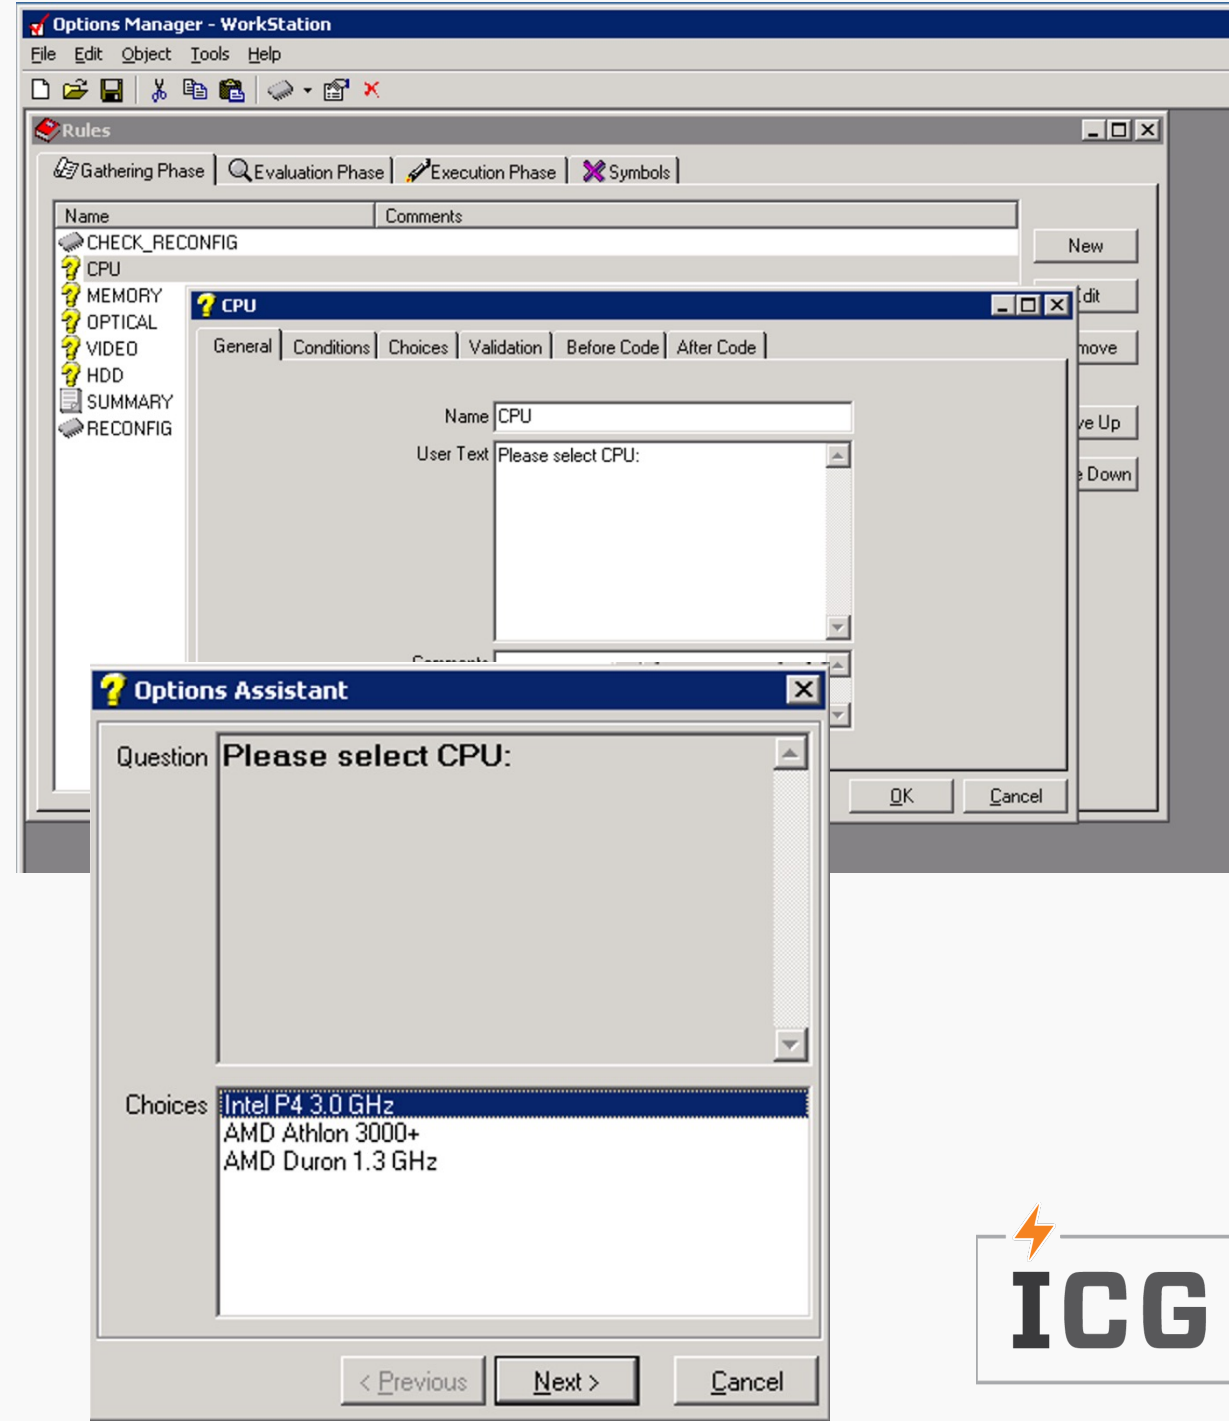 Options Manager - WorkStation
File Edit Object Tools Help
Rules
Gathering Phase Evaluation Phase Execution Phase Symbols
Name Comments
CHECK_RECONFIG
CPU
MEMORY
OPTICAL
VIDEO
HDD
SUMMARY
RECONFIG
New
dit
move
ve Up
Down
CPU
General Conditions Choices Validation Before Code After Code
Name CPU
User Text Please select CPU:
OK Cancel
Options Assistant
Question Please select CPU:
Choices Intel P4 3.0 GHz
AMD Athlon 3000+
AMD Duron 1.3 GHz
< Previous Next > Cancel
ICG